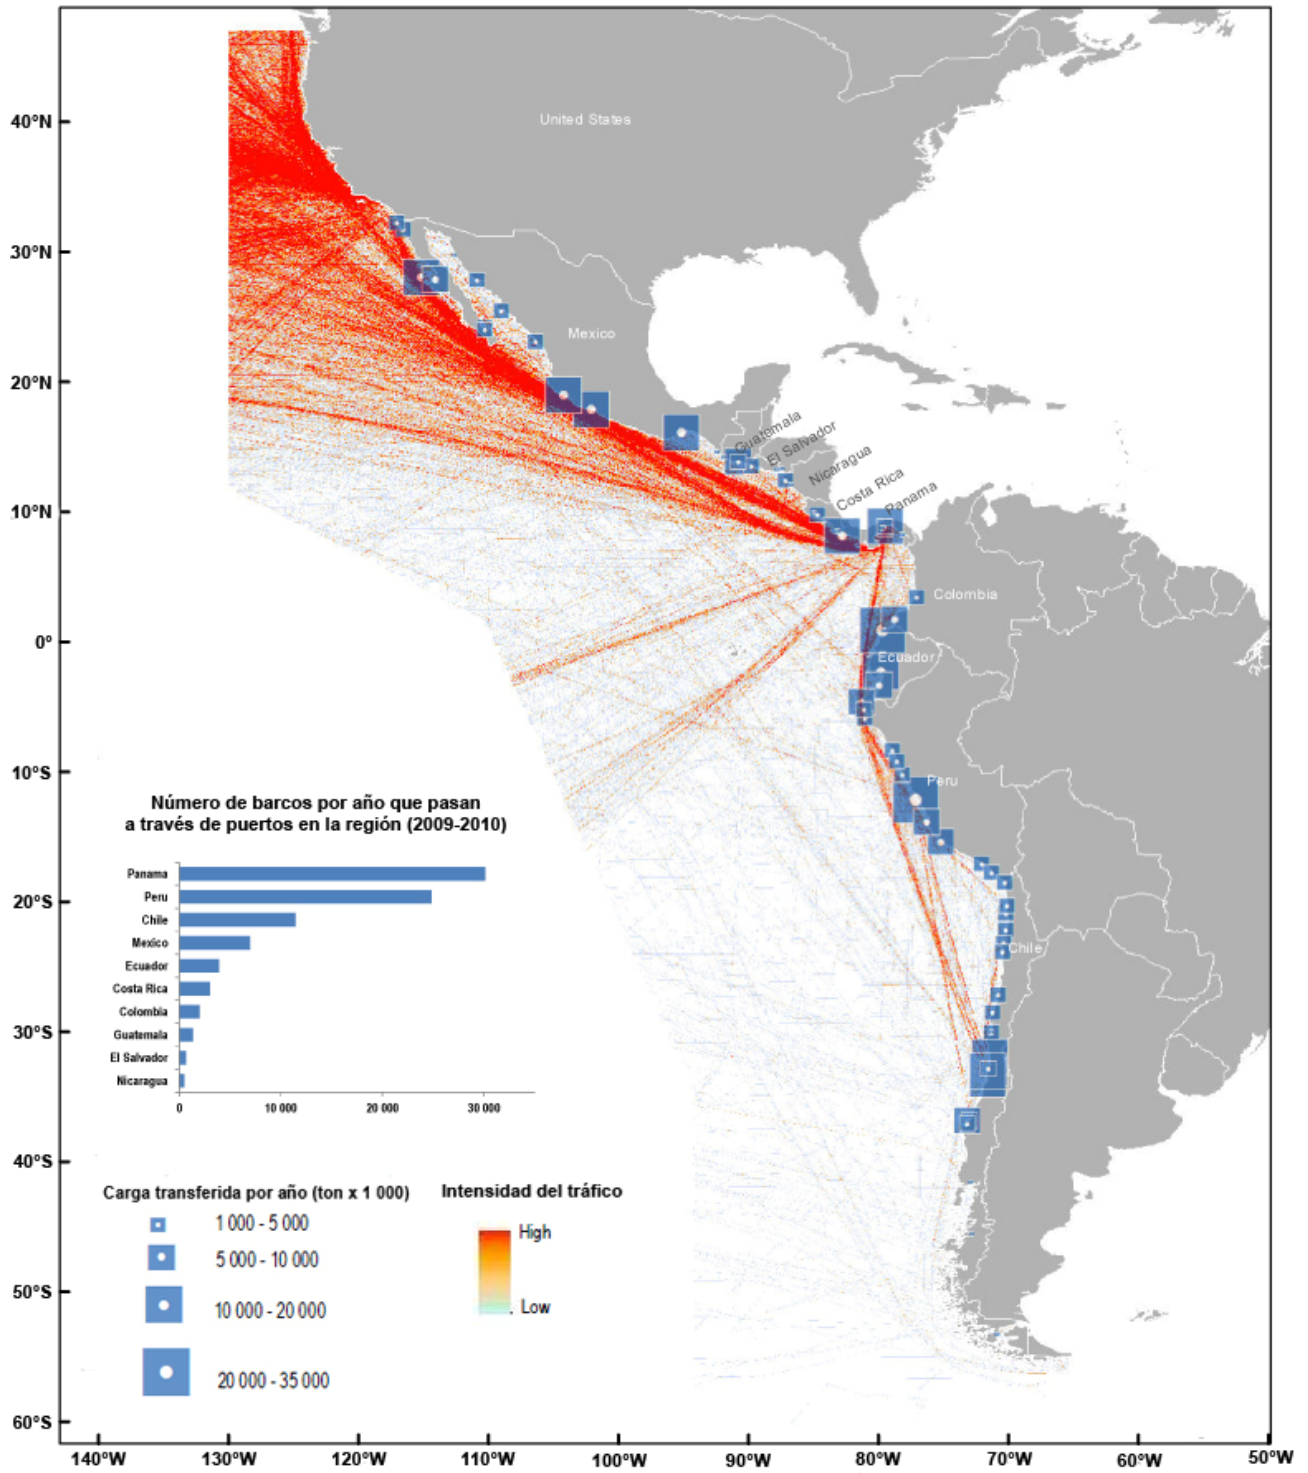 40°N
30°N
20°N
10°N
0°
10°S
20°S
30°S
40°S
50°S
60°S
140°W
130°W
120°W
110°W
100°W
90°W
80°W
70°W
60°W
50°W
United States
Mexico
Guatemala
El Salvador
Nicaragua
Costa Rica
Panama
Colombia
Ecuador
Peru
Chile
Número de barcos por año que pasan
a través de puertos en la región (2009-2010)
Panama
Peru
Chile
Mexico
Ecuador
Costa Rica
Colombia
Guatemala
El Salvador
Nicaragua
0 10 000 20 000 30 000
Carga transferida por año (ton x 1 000)
1 000 - 5 000
5 000 - 10 000
10 000 - 20 000
20 000 - 35 000
Intensidad del tráfico
High
Low